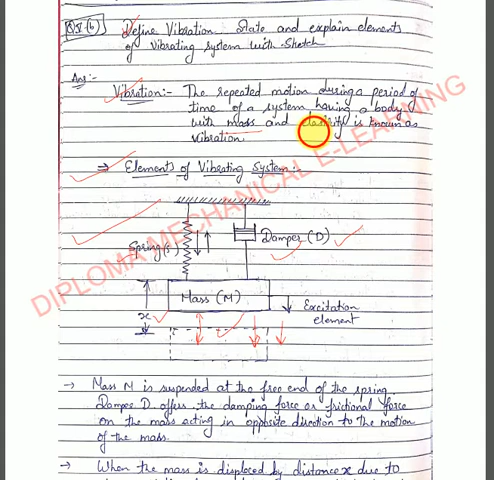 Q.5(b) Define Vibration. State and explain elements
of vibrating system with sketch
Ans:-
Vibration:- The repeated motion during a period of
time of a system having a body
with mass and elasticity is known as
vibration.
⇒ Elements of Vibrating System:-
Spring(s)
Damper (D)
Mass (M)
x
Excitation
element
→ Mass M is suspended at the free end of the spring.
Damper D offers the damping force or frictional force
on the mass acting in opposite direction to the motion
of the mass.
→ When the mass is displaced by distance x due to
DIPLOMA MECHANICAL E-LEARNING